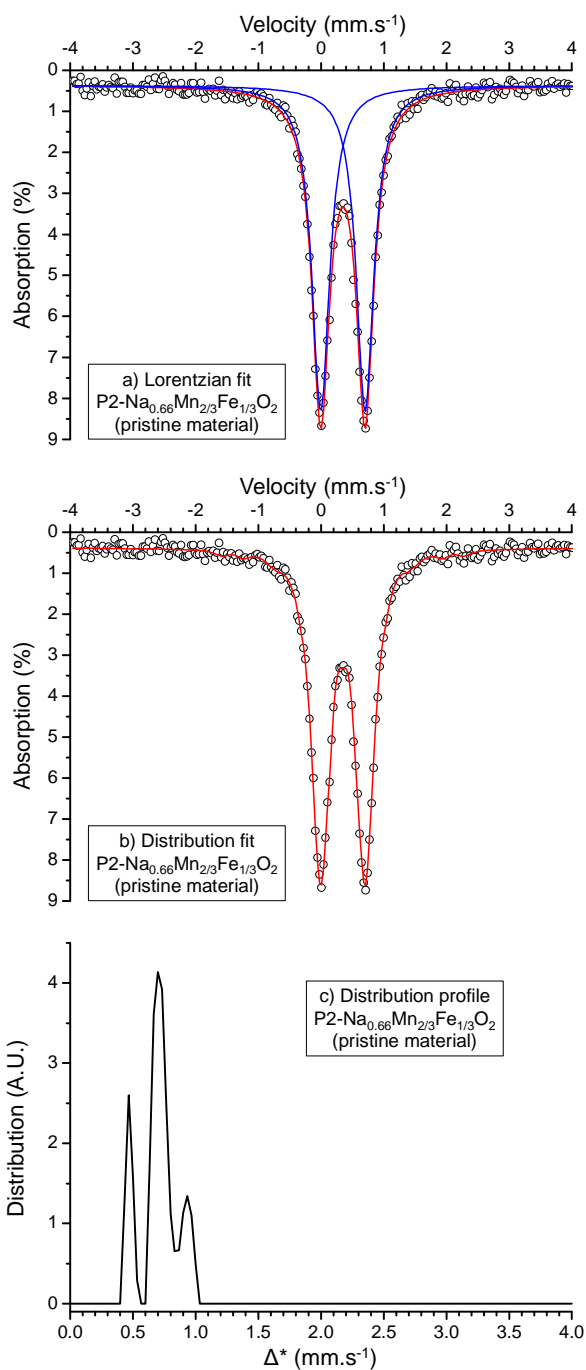 Velocity (mm.s⁻¹)
-4 -3 -2 -1 0 1 2 3 4
0
1
2
3
4
5
6
7
8
9
Absorption (%)
a) Lorentzian fit
P2-Na₀.₆₆Mn₂/₃Fe₁/₃O₂
(pristine material)
Velocity (mm.s⁻¹)
-4 -3 -2 -1 0 1 2 3 4
0
1
2
3
4
5
6
7
8
9
Absorption (%)
b) Distribution fit
P2-Na₀.₆₆Mn₂/₃Fe₁/₃O₂
(pristine material)
4
3
2
1
0
Distribution (A.U.)
c) Distribution profile
P2-Na₀.₆₆Mn₂/₃Fe₁/₃O₂
(pristine material)
0.0 0.5 1.0 1.5 2.0 2.5 3.0 3.5 4.0
Δ* (mm.s⁻¹)